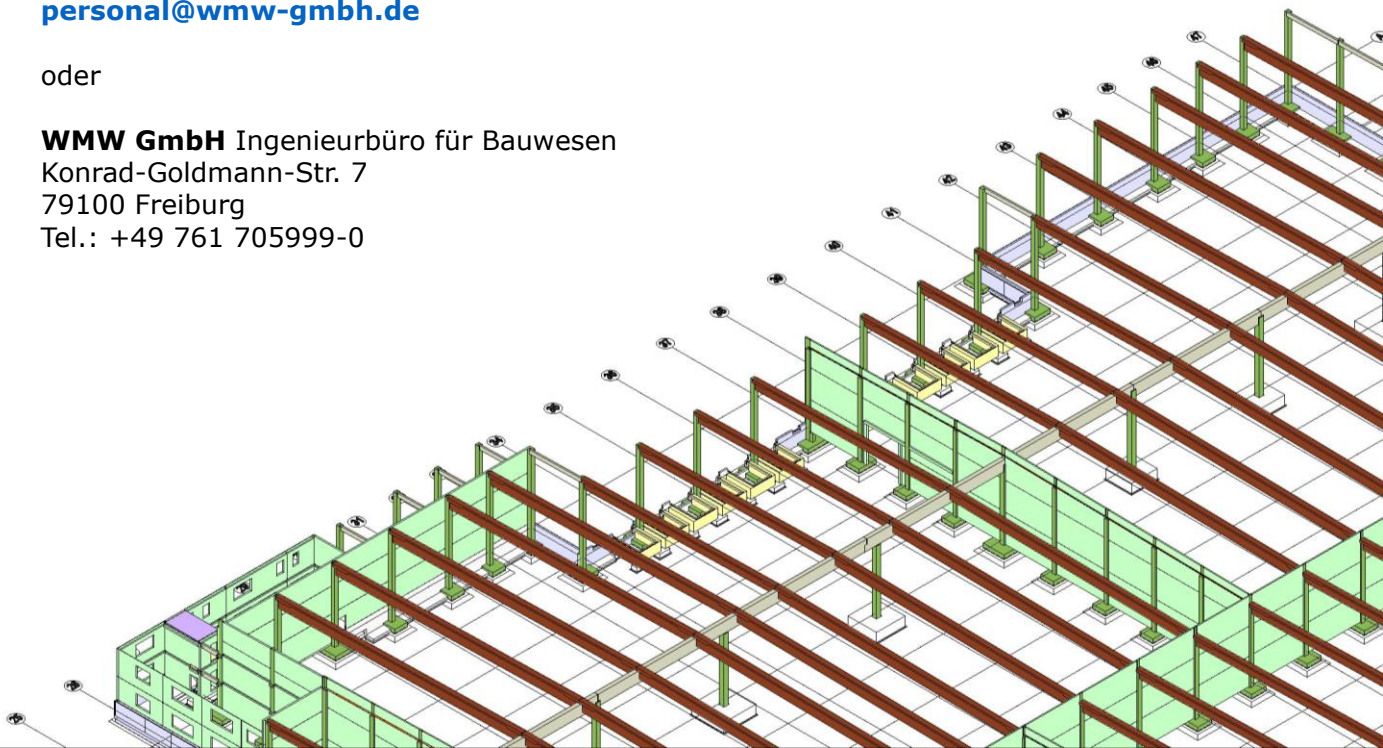 personal@wmw-gmbh.de
oder
WMW GmbH Ingenieurbüro für Bauwesen
Konrad-Goldmann-Str. 7
79100 Freiburg
Tel.: +49 761 705999-0